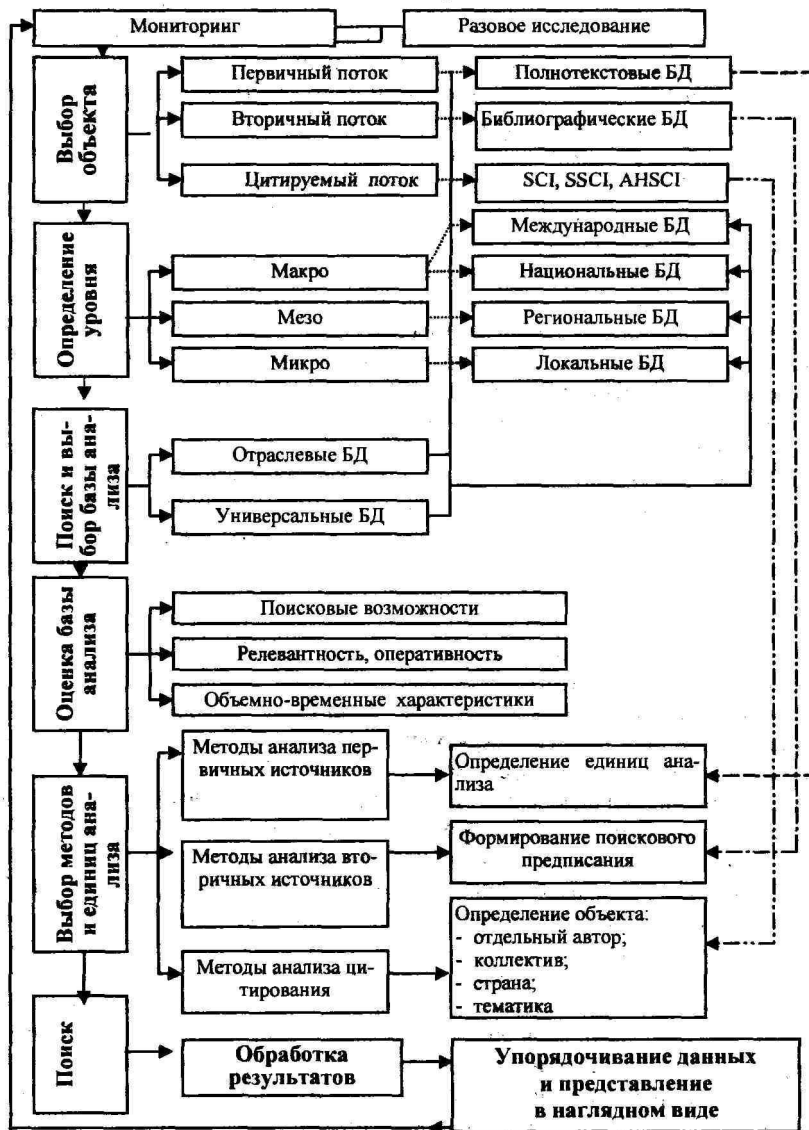 Мониторинг
Разовое исследование
Выбор
объекта
Первичный поток
Полнотекстовые БД
Вторичный поток
Библиографические БД
Цитируемый поток
SCI, SSCI, AHSCI
Международные БД
Определение
уровня
Макро
Национальные БД
Мезо
Региональные БД
Микро
Локальные БД
Поиск и вы-
бор базы ана-
лиза
Отраслевые БД
Универсальные БД
Оценка базы
анализа
Поисковые возможности
Релевантность, оперативность
Объемно-временные характеристики
Выбор методов
и единиц ана-
лиза
Методы анализа пер-
вичных источников
Определение единиц ана-
лиза
Методы анализа вто-
ричных источников
Формирование поискового
предписания
Методы анализа ци-
тирования
Определение объекта:
- отдельный автор;
- коллектив;
- страна;
- тематика
Поиск
Обработка
результатов
Упорядочивание данных
и представление
в наглядном виде